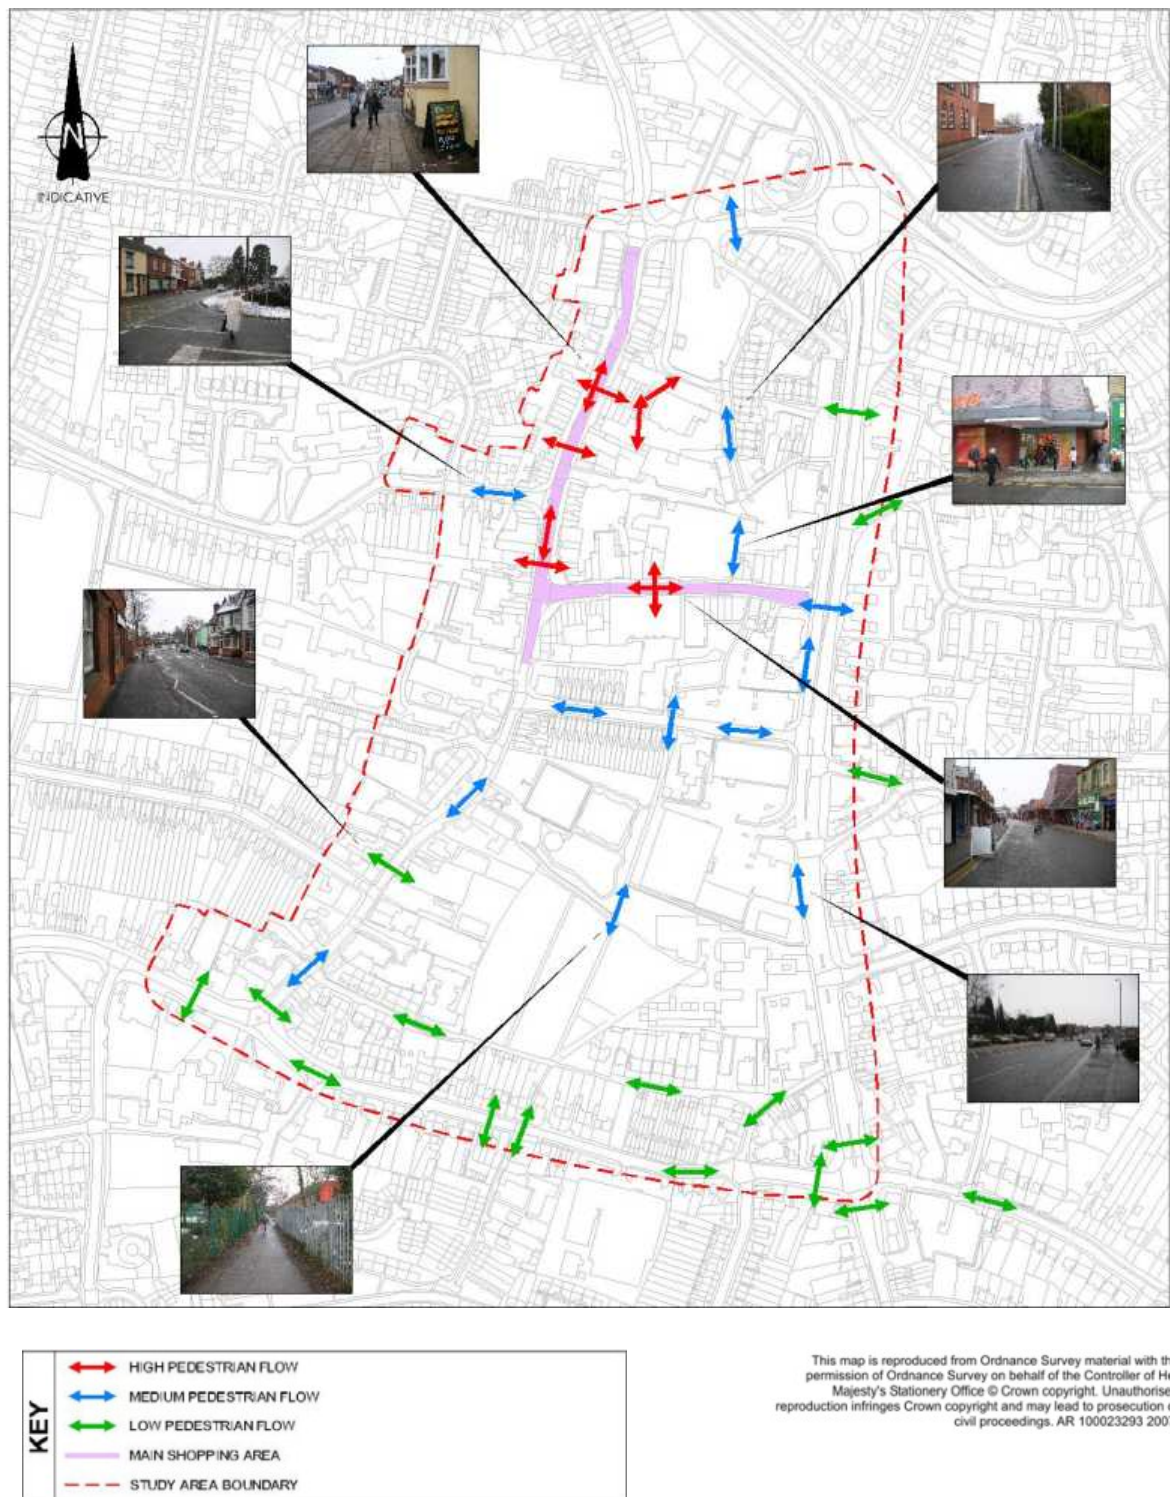 N
INDICATIVE
KEY
HIGH PEDESTRIAN FLOW
MEDIUM PEDESTRIAN FLOW
LOW PEDESTRIAN FLOW
MAIN SHOPPING AREA
STUDY AREA BOUNDARY
This map is reproduced from Ordnance Survey material with th
permission of Ordnance Survey on behalf of the Controller of He
Majesty's Stationery Office © Crown copyright. Unauthorise
reproduction infringes Crown copyright and may lead to prosecution o
civil proceedings. AR 100023293 2007